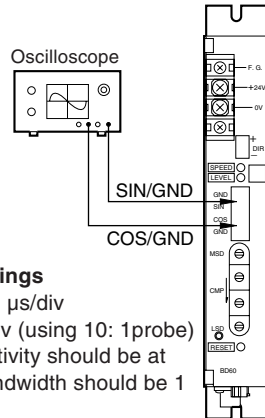 Oscilloscope
F. G.
+24V
0V
+
DIR
−
SPEED
LEVEL
SIN/GND
GND
SIN
COS
GND
COS/GND
MSD
CMP
LSD
RESET
BD60
ings
µs/div
v (using 10: 1probe)
tivity should be at
ndwidth should be 1